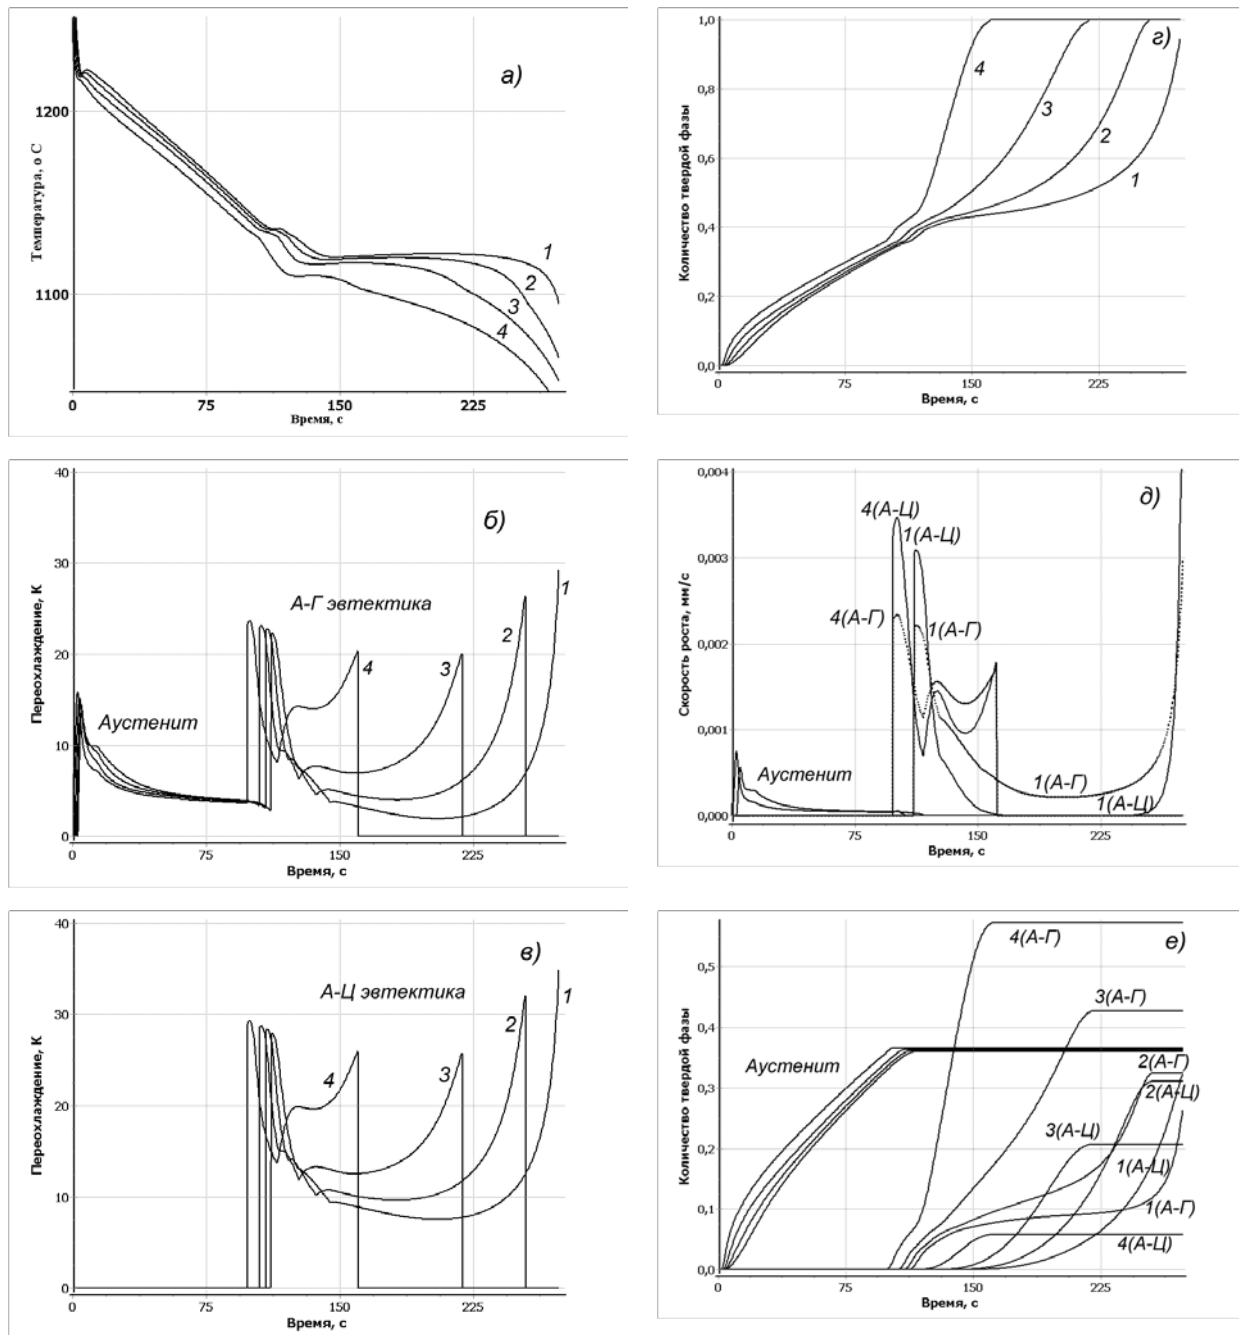 а)
1200
1100
Температура, о С
0
75
150
225
Время, с
1
2
3
4
г)
1,0
0,8
0,6
0,4
0,2
0,0
Количество твердой фазы
0
75
150
225
Время, с
4
3
2
1
б)
40
30
20
10
0
Переохлаждение, К
А-Г эвтектика
Аустенит
4
3
2
1
0
75
150
225
Время, с
д)
0,004
0,003
0,002
0,001
0,000
Скорость роста, мм/с
4(А-Ц)
1(А-Ц)
4(А-Г)
1(А-Г)
Аустенит
1(А-Г)
1(А-Ц)
0
75
150
225
Время, с
в)
40
30
20
10
0
Переохлаждение, К
А-Ц эвтектика
4
3
2
1
0
75
150
225
Время, с
е)
0,5
0,4
0,3
0,2
0,1
0,0
Количество твердой фазы
4(А-Г)
3(А-Г)
Аустенит
2(А-Г)
2(А-Ц)
3(А-Ц)
1(А-Ц)
1(А-Г)
4(А-Ц)
0
75
150
225
Время, с